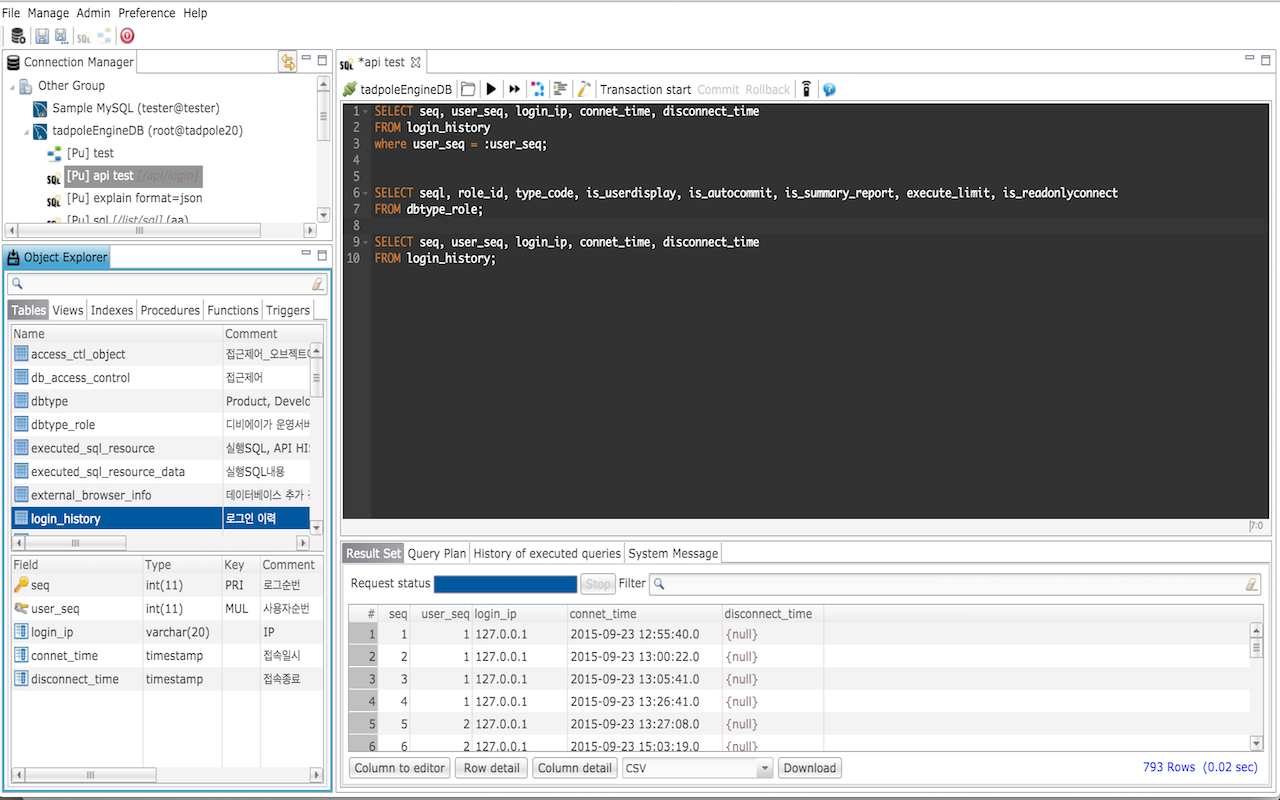 File Manage Admin Preference Help
Connection Manager
Other Group
Sample MySQL (tester@tester)
tadpoleEngineDB (root@tadpole20)
[Pu] test
[Pu] api test [/api/login]
[Pu] explain format=json
[Pu] sql [/list/sql] (aa)
Object Explorer
Tables Views Indexes Procedures Functions Triggers
Name Comment
access_ctl_object 접근제어_오브젝트
db_access_control 접근제어
dbtype Product, Develo
dbtype_role 디비에이가 운영서버
executed_sql_resource 실행SQL, API HIS
executed_sql_resource_data 실행SQL내용
external_browser_info 데이터베이스 추가
login_history 로그인 이력
Field Type Key Comment
seq int(11) PRI 로그순번
user_seq int(11) MUL 사용자순번
login_ip varchar(20) IP
connet_time timestamp 접속일시
disconnect_time timestamp 접속종료
SQL *api test
tadpoleEngineDB Transaction start Commit Rollback
1 SELECT seq, user_seq, login_ip, connet_time, disconnect_time
2 FROM login_history
3 where user_seq = :user_seq;
4
5
6 SELECT seql, role_id, type_code, is_userdisplay, is_autocommit, is_summary_report, execute_limit, is_readonlyconnect
7 FROM dbtype_role;
8
9 SELECT seq, user_seq, login_ip, connet_time, disconnect_time
10 FROM login_history;
7:0
Result Set Query Plan History of executed queries System Message
Request status Stop Filter
# seq user_seq login_ip connet_time disconnect_time
1 1 1 127.0.0.1 2015-09-23 12:55:40.0 {null}
2 2 1 127.0.0.1 2015-09-23 13:00:22.0 {null}
3 3 1 127.0.0.1 2015-09-23 13:05:41.0 {null}
4 4 1 127.0.0.1 2015-09-23 13:26:41.0 {null}
5 5 2 127.0.0.1 2015-09-23 13:27:08.0 {null}
6 6 2 127.0.0.1 2015-09-23 15:03:19.0 {null}
Column to editor Row detail Column detail CSV Download
793 Rows (0.02 sec)